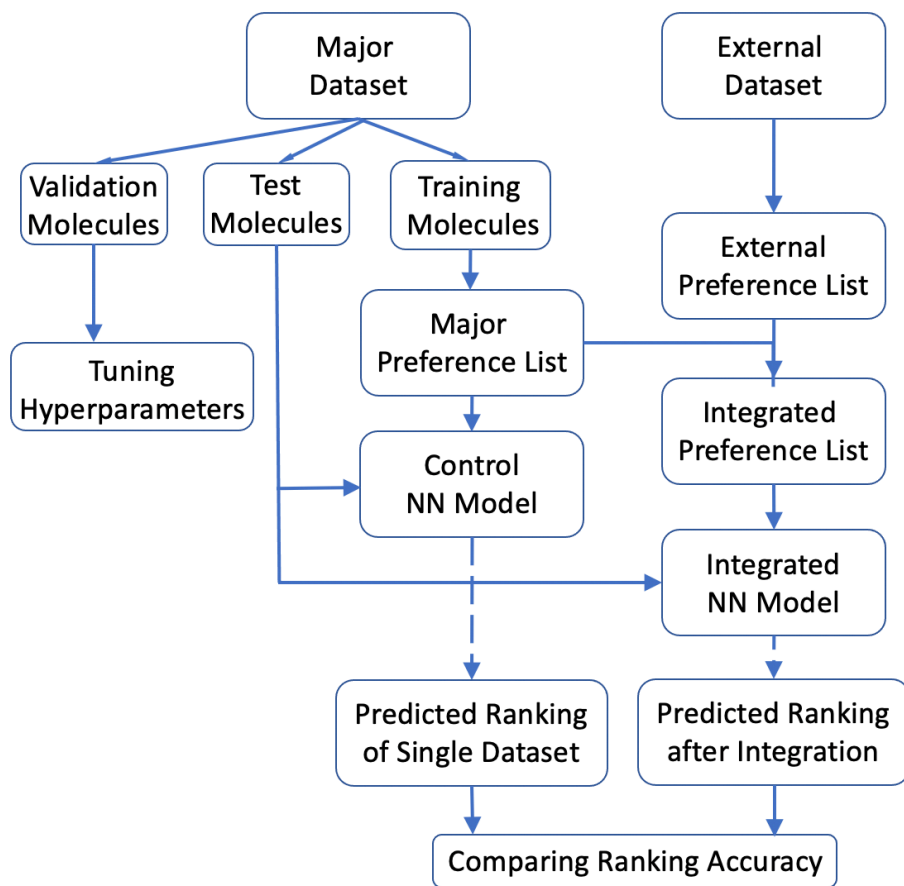 Major
Dataset
External
Dataset
Validation
Molecules
Test
Molecules
Training
Molecules
External
Preference List
Major
Preference List
Tuning
Hyperparameters
Integrated
Preference List
Control
NN Model
Integrated
NN Model
Predicted Ranking
of Single Dataset
Predicted Ranking
after Integration
Comparing Ranking Accuracy